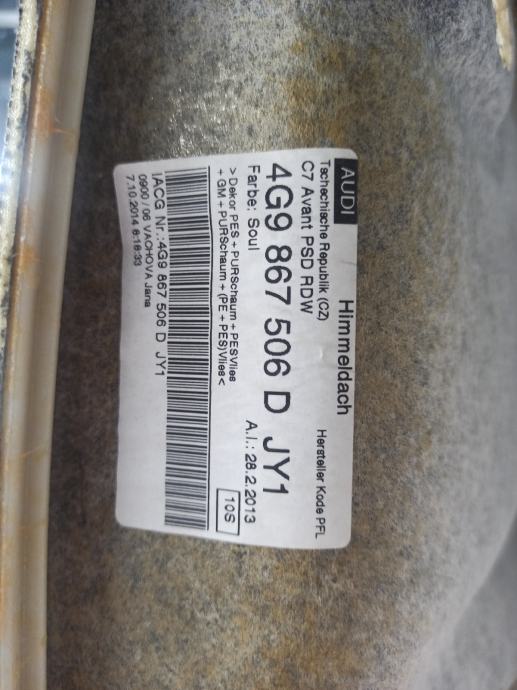 AUDI Himmeldach
Tschechische Republik (CZ) Hersteller Kode PFL
C7 Avant PSD RDW
4G9 867 506 D JY1
Farbe: Soul A.I.: 28.2.2013
> Dekor PES + PURSchaum + PESVlies
+ GM + PURSchaum + (PE + PES)Vlies <
10S
IACG Nr.:4G9 867 506 D JY1
0900 / 06 VACHOVA Jana
7.10.2014 6:18:33